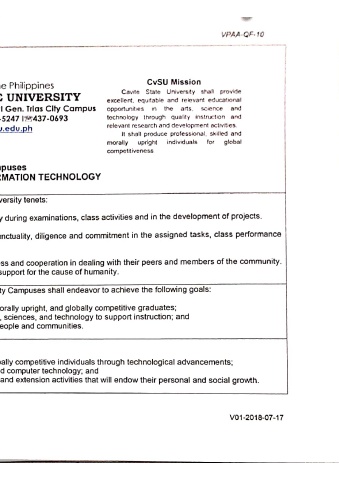 VPAA-QF-10
e Philippines
UNIVERSITY
l Gen. Trias City Campus
-5247 437-0693
u.edu.ph
CvSU Mission
Cavite State University shall provide
excellent, equitable and relevant educational
opportunities in the arts, science and
technology through quality instruction and
relevant research and development activities.
It shall produce professional, skilled and
morally upright individuals for global
competitiveness
puses
RMATION TECHNOLOGY
versity tenets:
y during examinations, class activities and in the development of projects.
nctuality, diligence and commitment in the assigned tasks, class performance
ss and cooperation in dealing with their peers and members of the community.
support for the cause of humanity.
ty Campuses shall endeavor to achieve the following goals:
orally upright, and globally competitive graduates;
, sciences, and technology to support instruction; and
eople and communities.
bally competitive individuals through technological advancements;
d computer technology; and
and extension activities that will endow their personal and social growth.
V01-2018-07-17